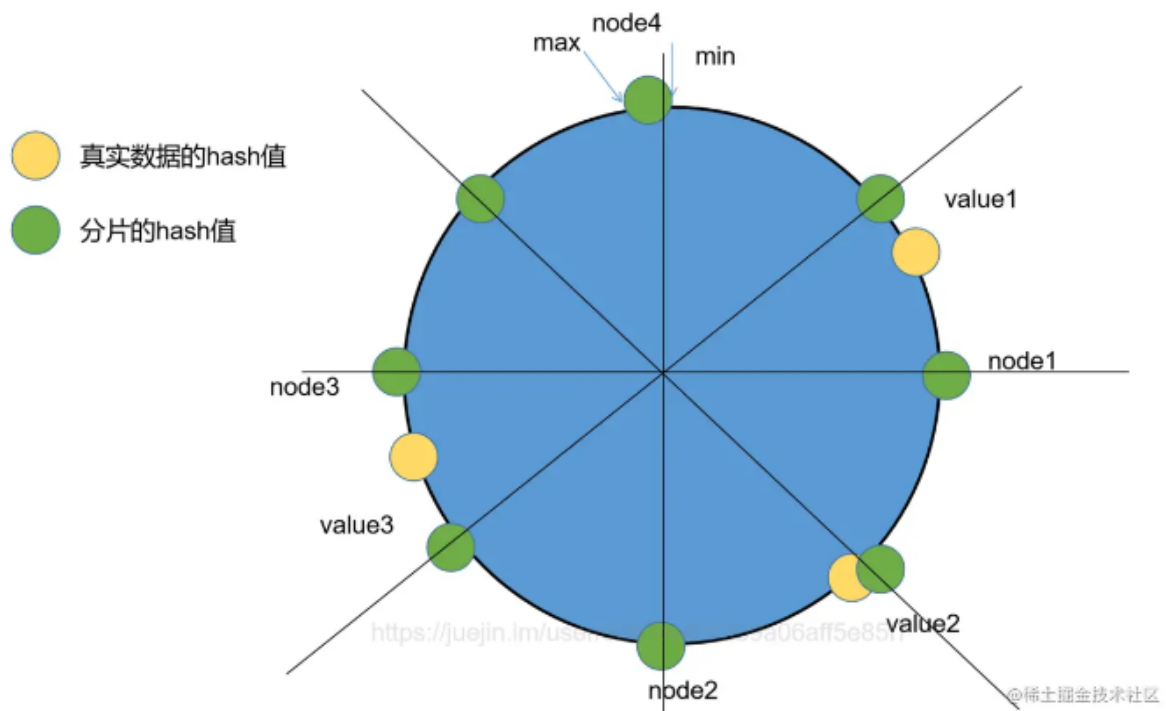 node4
max
min
真实数据的hash值
value1
分片的hash值
node1
node3
value3
value2
node2
@稀土掘金技术社区